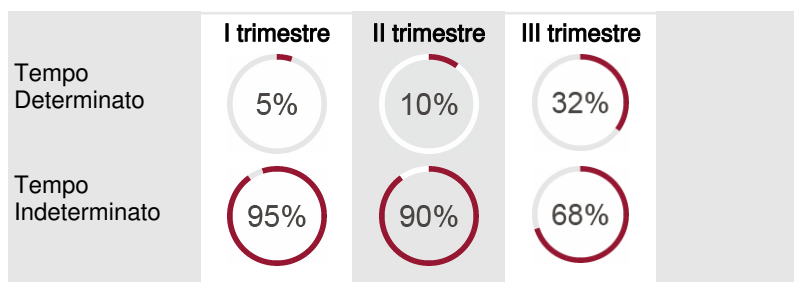 I trimestre II trimestre III trimestre
Tempo
Determinato
5% 10% 32%
Tempo
Indeterminato
95% 90% 68%